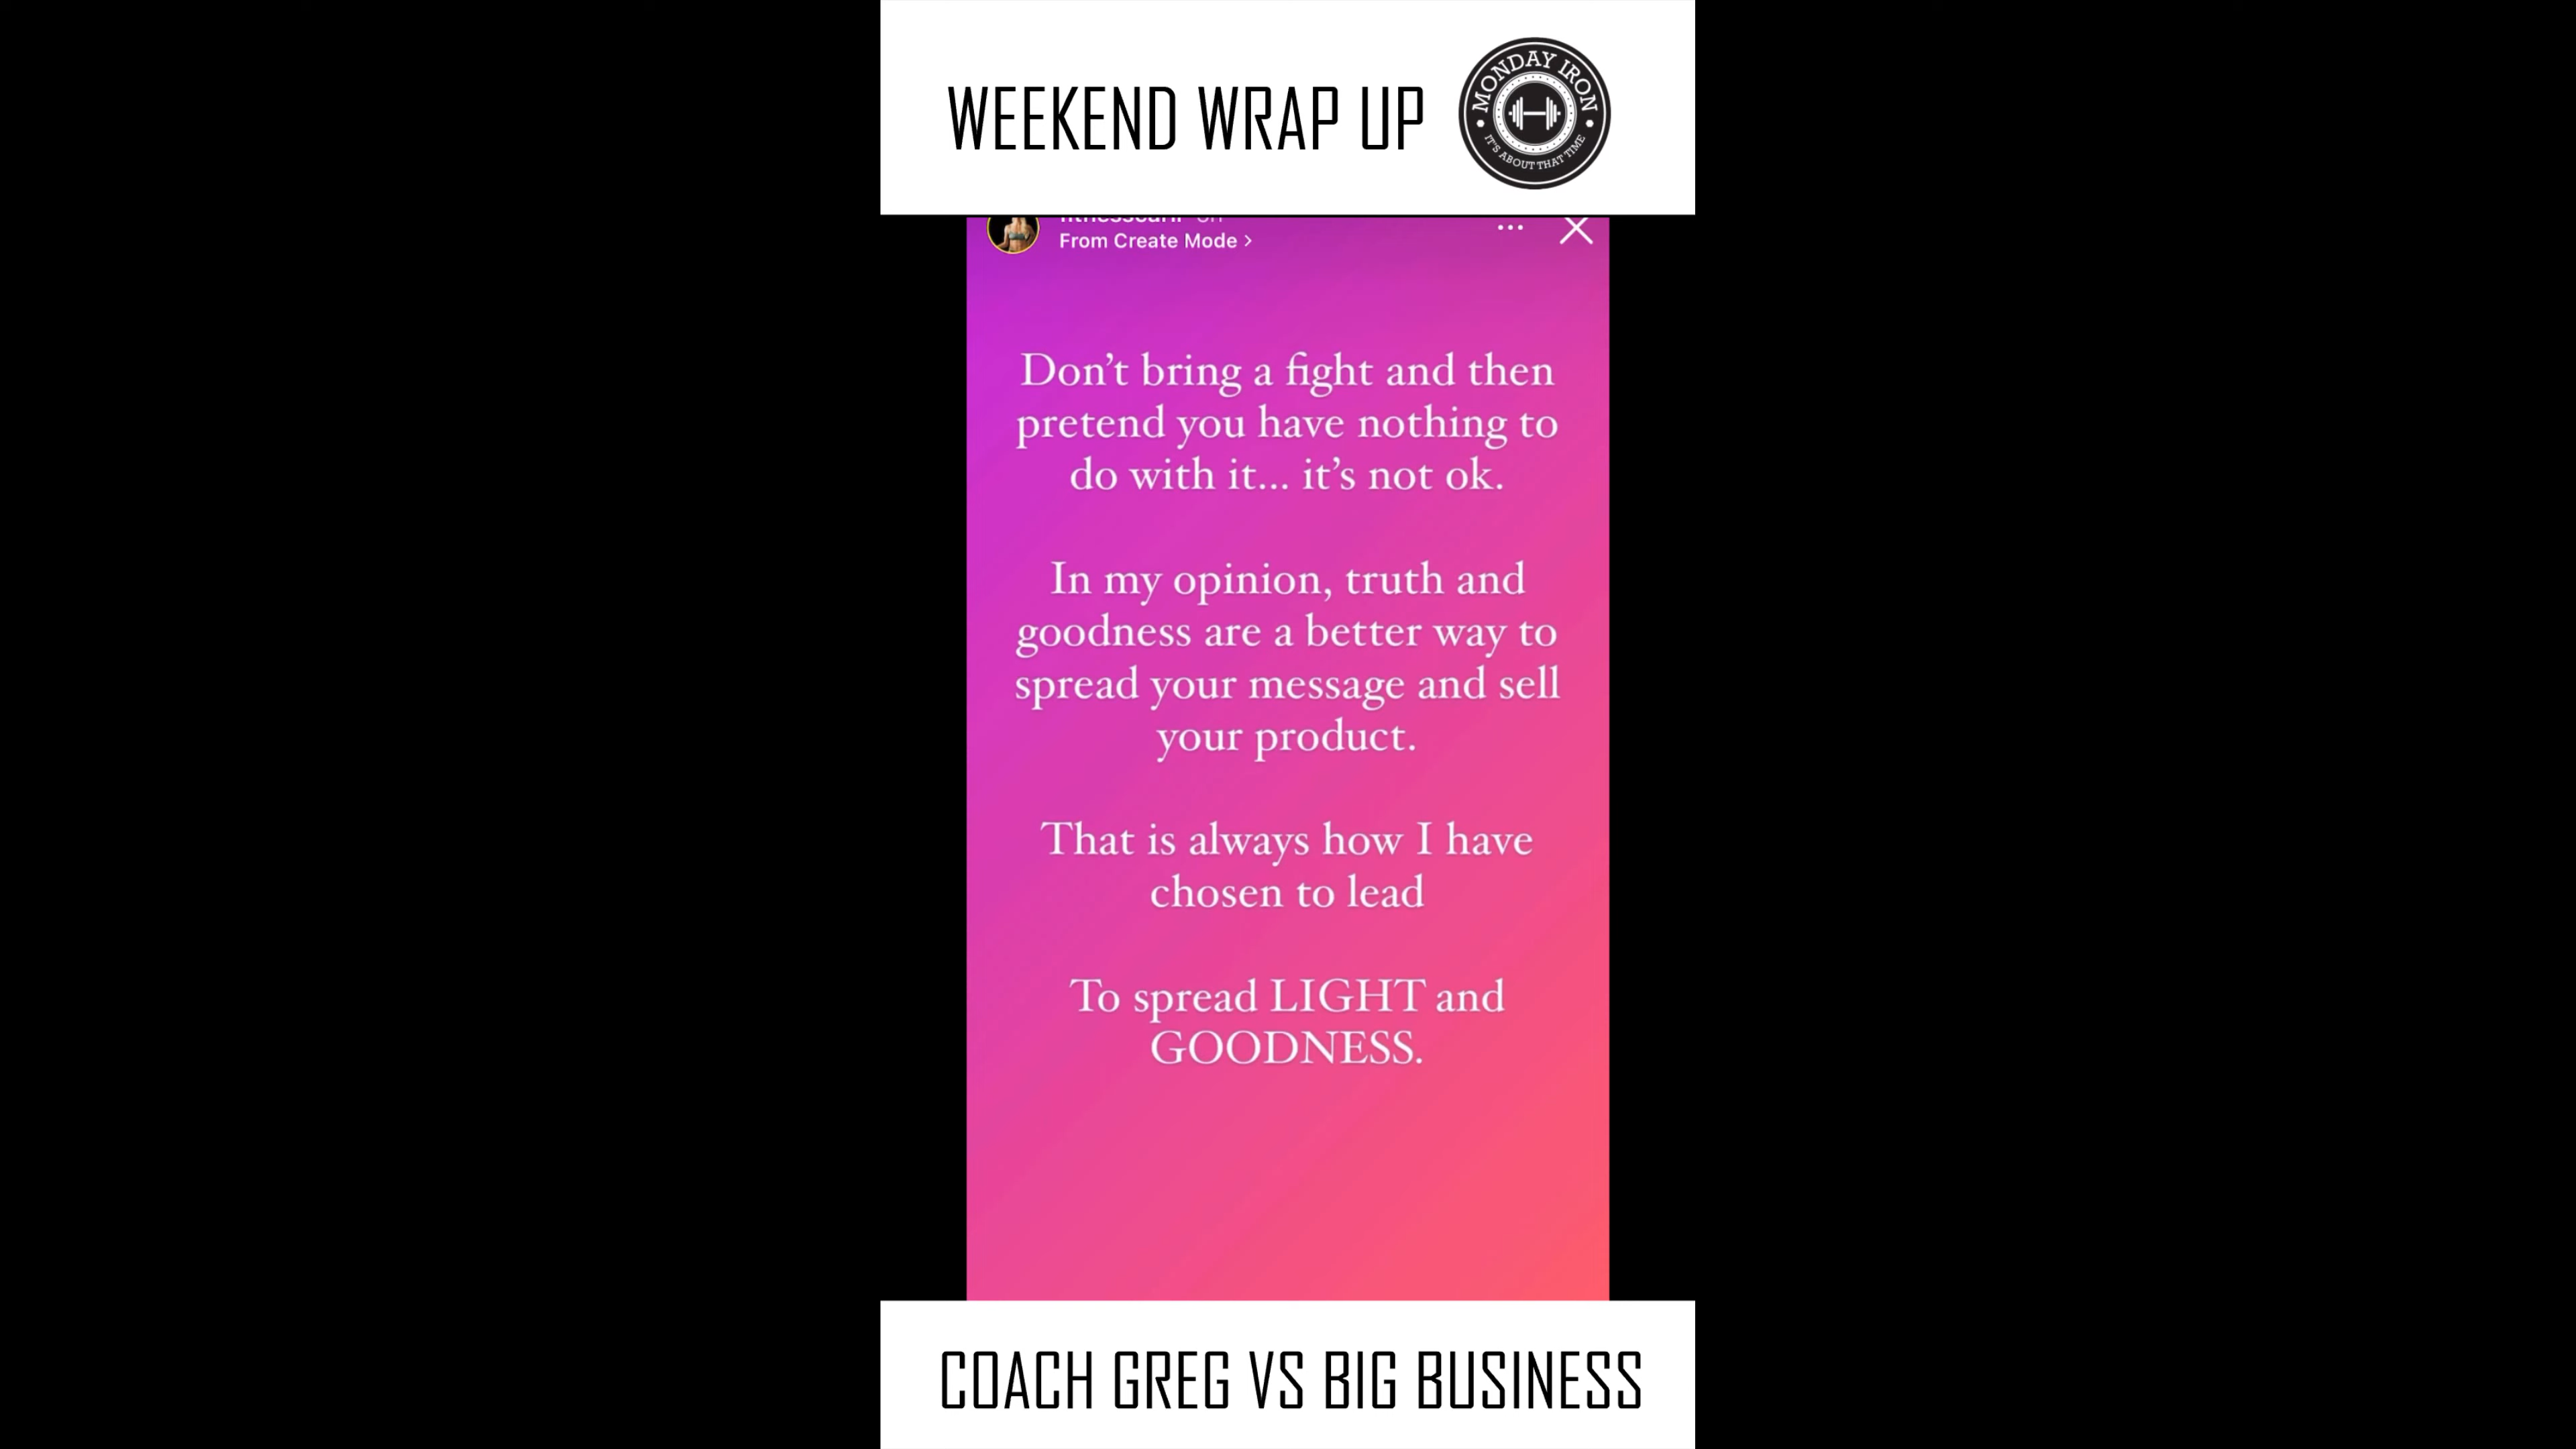 WEEKEND WRAP UP
MONDAY IRON
IT'S ABOUT THAT TIME
From Create Mode >
Don't bring a fight and then
pretend you have nothing to
do with it... it's not ok.
In my opinion, truth and
goodness are a better way to
spread your message and sell
your product.
That is always how I have
chosen to lead
To spread LIGHT and
GOODNESS.
COACH GREG VS BIG BUSINESS